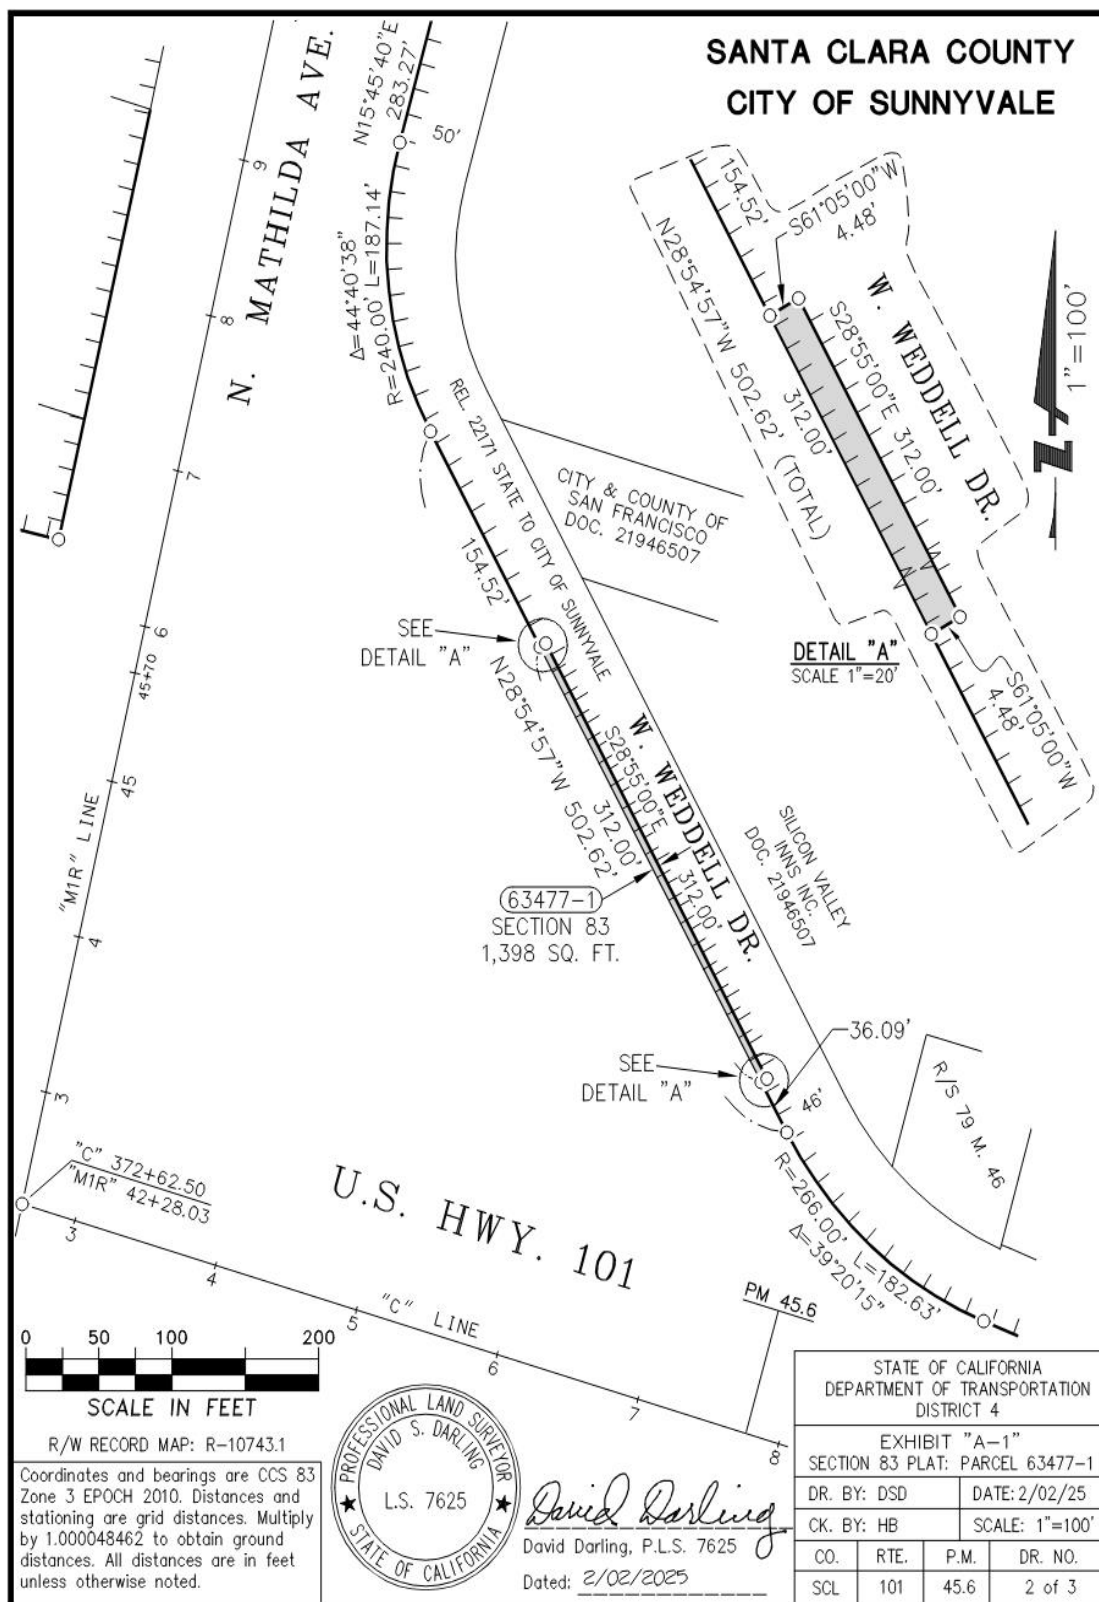 SANTA CLARA COUNTY
CITY OF SUNNYVALE
N. MATHILDA AVE.
N15°45'40"E
283.27'
50'
Δ=44°40'38"
R=240.00' L=187.14'
9
8
7
6
45+70
45
4
3
"M1R" LINE
REL. 22171 STATE TO CITY OF SUNNYVALE
CITY & COUNTY OF
SAN FRANCISCO
DOC. 21946507
154.52'
S61°05'00"W
4.48'
N28°54'57"W 502.62' (TOTAL)
312.00'
S28°55'00"E 312.00'
W. WEDDELL DR.
S61°05'00"W
4.48'
DETAIL "A"
SCALE 1"=20'
1"=100'
Z
154.52'
SEE
DETAIL "A"
N28°54'57"W 502.62'
312.00'
S28°55'00"E
312.00'
W. WEDDELL DR.
63477-1
SECTION 83
1,398 SQ. FT.
SILICON VALLEY
INNS INC.
DOC. 21946507
SEE
DETAIL "A"
36.09'
46'
R/S 79 M. 46
R=266.00' L=182.63'
Δ=39°20'15"
"C" 372+62.50
"M1R" 42+28.03
U.S. HWY. 101
3
4
5
6
7
8
"C" LINE
PM 45.6
0 50 100 200
SCALE IN FEET
R/W RECORD MAP: R-10743.1
Coordinates and bearings are CCS 83
Zone 3 EPOCH 2010. Distances and
stationing are grid distances. Multiply
by 1.000048462 to obtain ground
distances. All distances are in feet
unless otherwise noted.
PROFESSIONAL LAND SURVEYOR
DAVID S. DARLING
L.S. 7625
STATE OF CALIFORNIA
David Darling
David Darling, P.L.S. 7625
Dated: 2/02/2025
STATE OF CALIFORNIA
DEPARTMENT OF TRANSPORTATION
DISTRICT 4
EXHIBIT "A-1"
SECTION 83 PLAT: PARCEL 63477-1
DR. BY: DSD DATE: 2/02/25
CK. BY: HB SCALE: 1"=100'
CO. RTE. P.M. DR. NO.
SCL 101 45.6 2 of 3